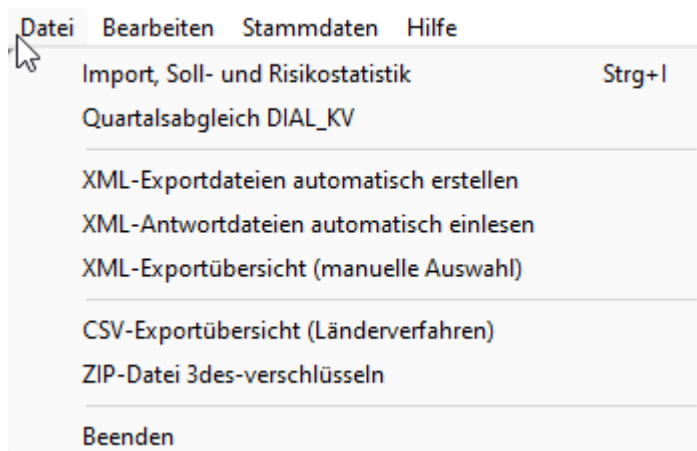 Datei Bearbeiten Stammdaten Hilfe
Import, Soll- und Risikostatistik Strg+I
Quartalsabgleich DIAL_KV
XML-Exportdateien automatisch erstellen
XML-Antwortdateien automatisch einlesen
XML-Exportübersicht (manuelle Auswahl)
CSV-Exportübersicht (Länderverfahren)
ZIP-Datei 3des-verschlüsseln
Beenden